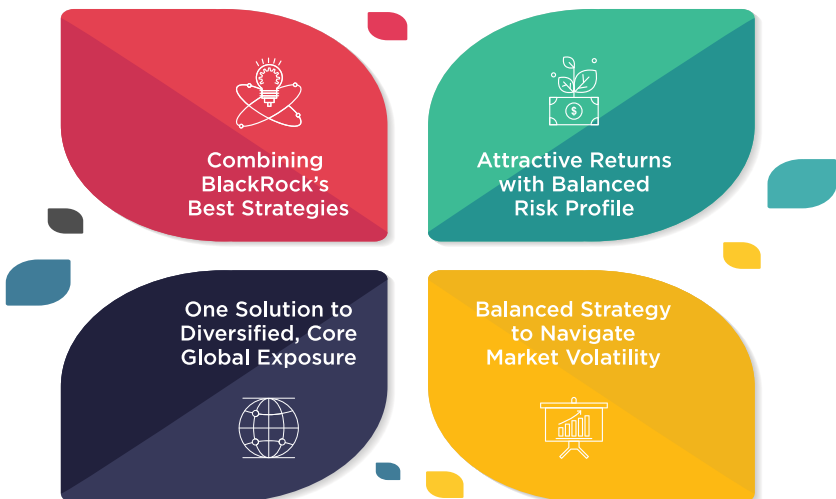 Combining
BlackRock's
Best Strategies
Attractive Returns
with Balanced
Risk Profile
$
One Solution to
Diversified, Core
Global Exposure
Balanced Strategy
to Navigate
Market Volatility